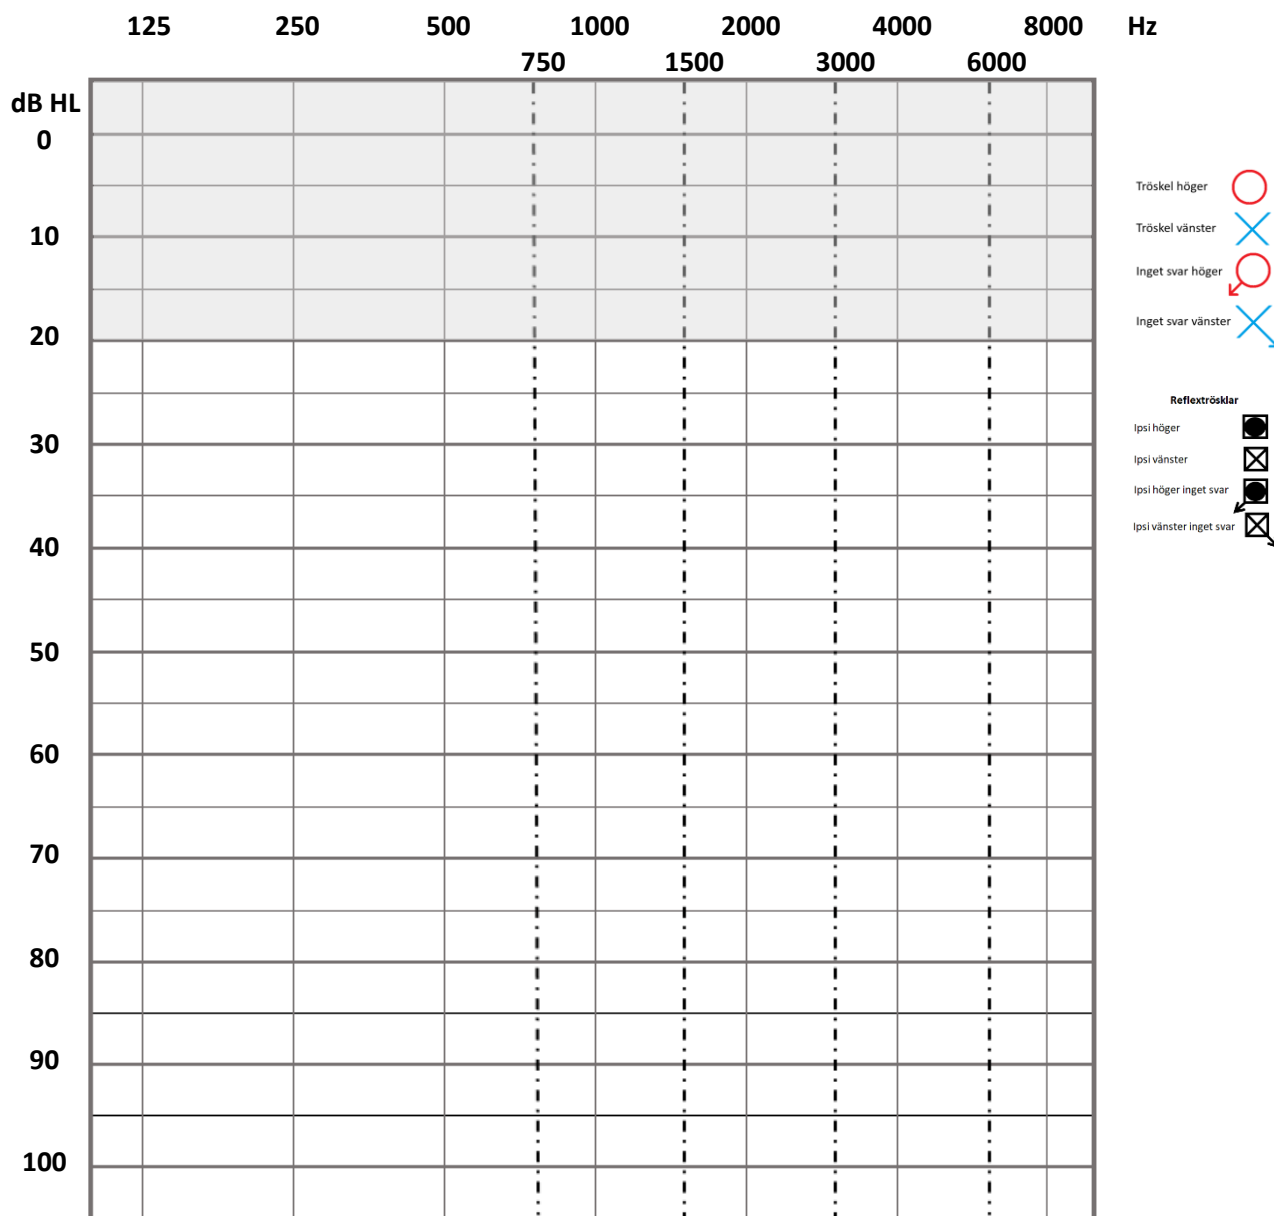 125 250 500 1000 2000 4000 8000 Hz
750 1500 3000 6000
dB HL
0
10
20
30
40
50
60
70
80
90
100
Tröskel höger
Tröskel vänster
Inget svar höger
Inget svar vänster
Reflextrösklar
Ipsi höger
Ipsi vänster
Ipsi höger inget svar
Ipsi vänster inget svar